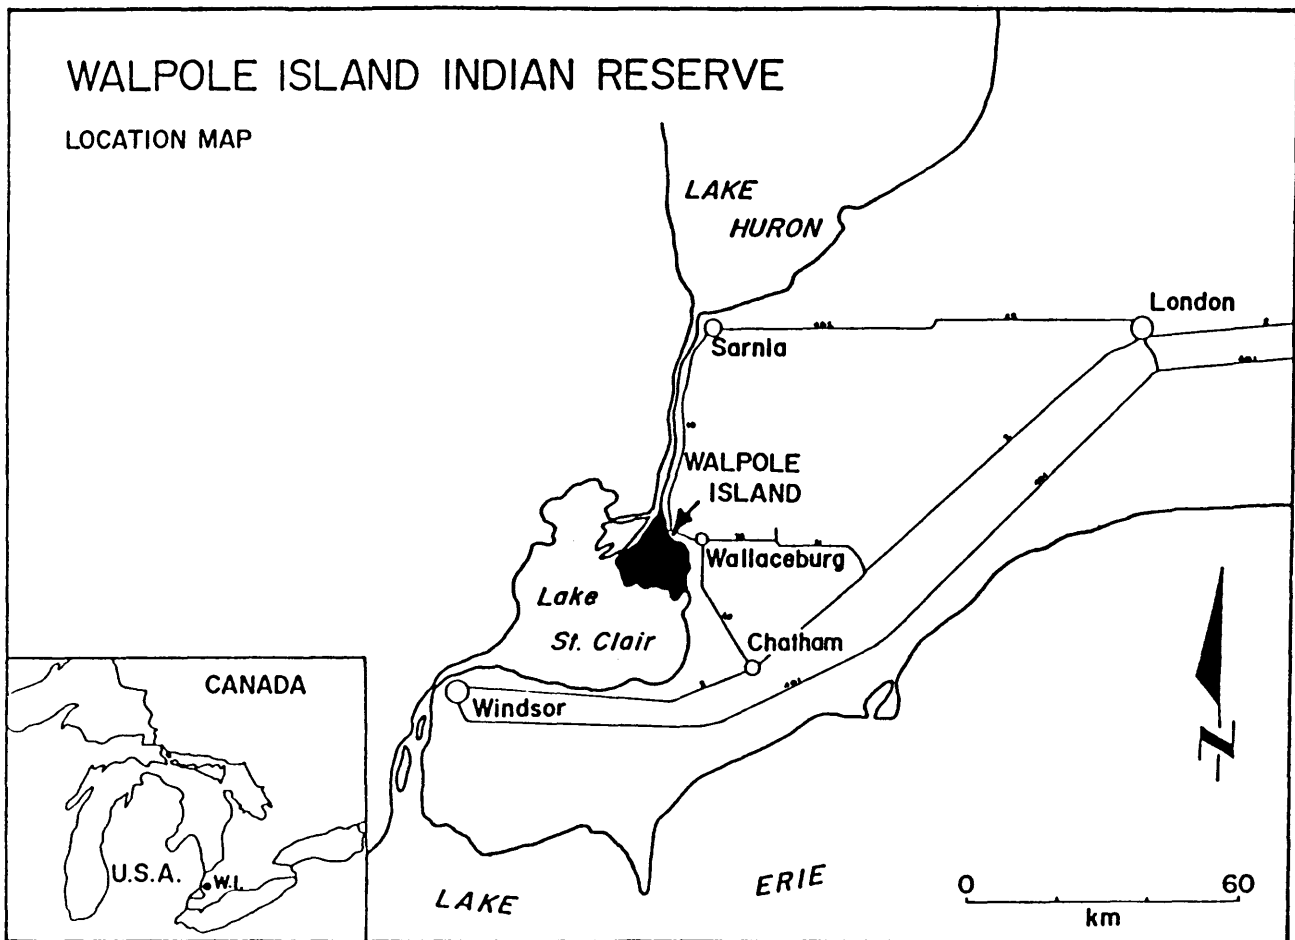 WALPOLE ISLAND INDIAN RESERVE
LOCATION MAP
LAKE
HURON
London
Sarnia
WALPOLE
ISLAND
Wallaceburg
Lake
St. Clair
Chatham
Windsor
CANADA
U.S.A.
W.I.
LAKE
ERIE
N
0 60
km